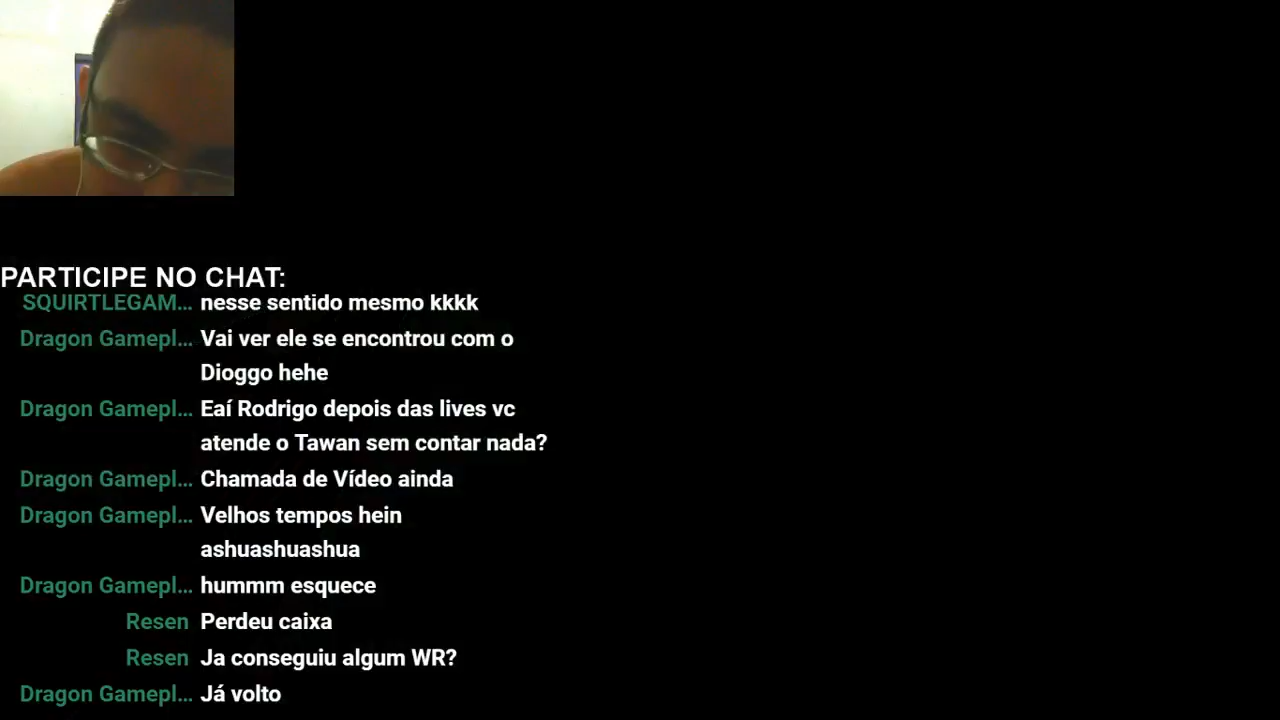 PARTICIPE NO CHAT:
SQUIRTLEGAM... nesse sentido mesmo kkkk
Dragon Gamepl... Vai ver ele se encontrou com o
Dioggo hehe
Dragon Gamepl... Eaí Rodrigo depois das lives vc
atende o Tawan sem contar nada?
Dragon Gamepl... Chamada de Vídeo ainda
Dragon Gamepl... Velhos tempos hein
ashuashuashua
Dragon Gamepl... hummm esquece
Resen Perdeu caixa
Resen Ja conseguiu algum WR?
Dragon Gamepl... Já volto